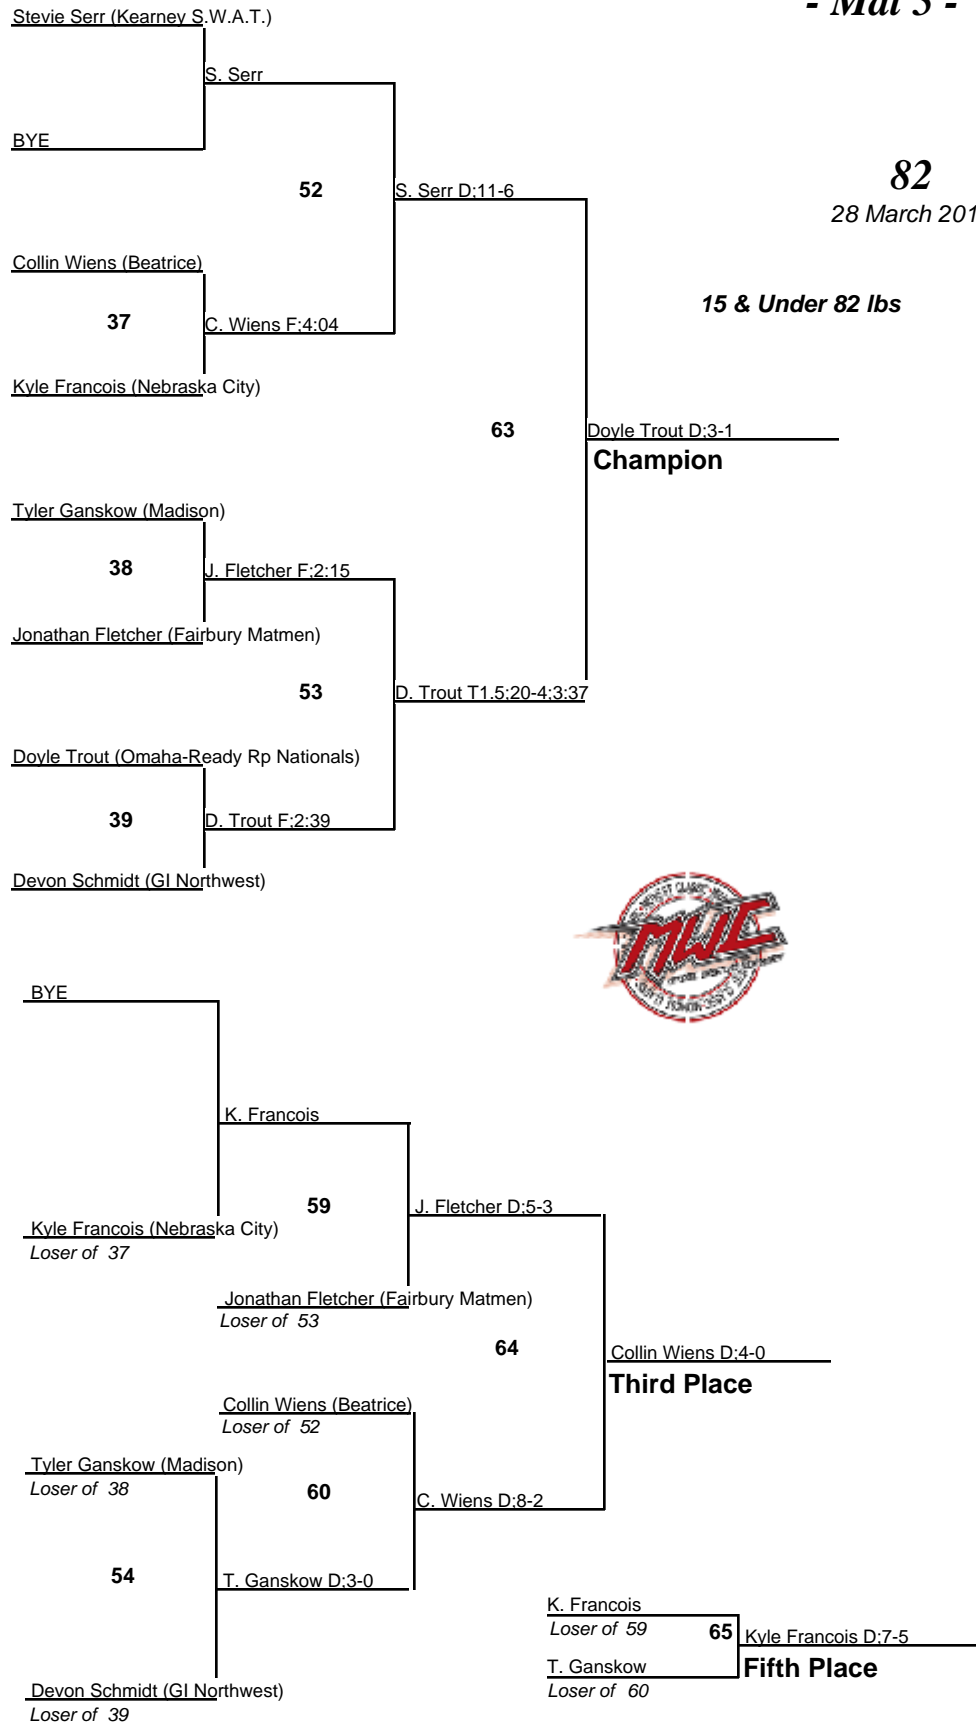 Stevie Serr (Kearney S.W.A.T.)
- Mat 3 -
S. Serr
BYE
82
52
S. Serr D;11-6
28 March 201
Collin Wiens (Beatrice)
15 & Under 82 lbs
37
C. Wiens F;4:04
Kyle Francois (Nebraska City)
63
Doyle Trout D;3-1
Champion
Tyler Ganskow (Madison)
38
J. Fletcher F;2:15
Jonathan Fletcher (Fairbury Matmen)
53
D. Trout T1.5;20-4;3:37
Doyle Trout (Omaha-Ready Rp Nationals)
39
D. Trout F;2:39
Devon Schmidt (GI Northwest)
MWC
BYE
K. Francois
59
J. Fletcher D;5-3
Kyle Francois (Nebraska City)
Loser of 37
Jonathan Fletcher (Fairbury Matmen)
Loser of 53
64
Collin Wiens D;4-0
Third Place
Collin Wiens (Beatrice)
Loser of 52
Tyler Ganskow (Madison)
Loser of 38
60
C. Wiens D;8-2
54
T. Ganskow D;3-0
K. Francois
Loser of 59
65
Kyle Francois D;7-5
T. Ganskow
Fifth Place
Loser of 60
Devon Schmidt (GI Northwest)
Loser of 39